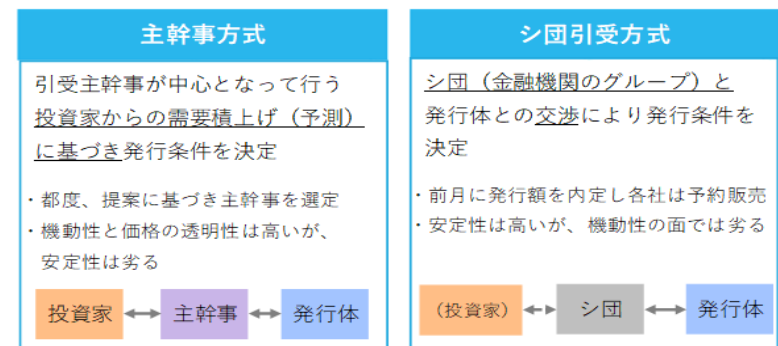 主幹事方式
引受主幹事が中心となって行う
投資家からの需要積上げ（予測）
に基づき発行条件を決定
・都度、提案に基づき主幹事を選定
・機動性と価格の透明性は高いが、
安定性は劣る
投資家
主幹事
発行体
シ団引受方式
シ団（金融機関のグループ）と
発行体との交渉により発行条件を
決定
・前月に発行額を内定し各社は予約販売
・安定性は高いが、機動性の面では劣る
（投資家）
シ団
発行体